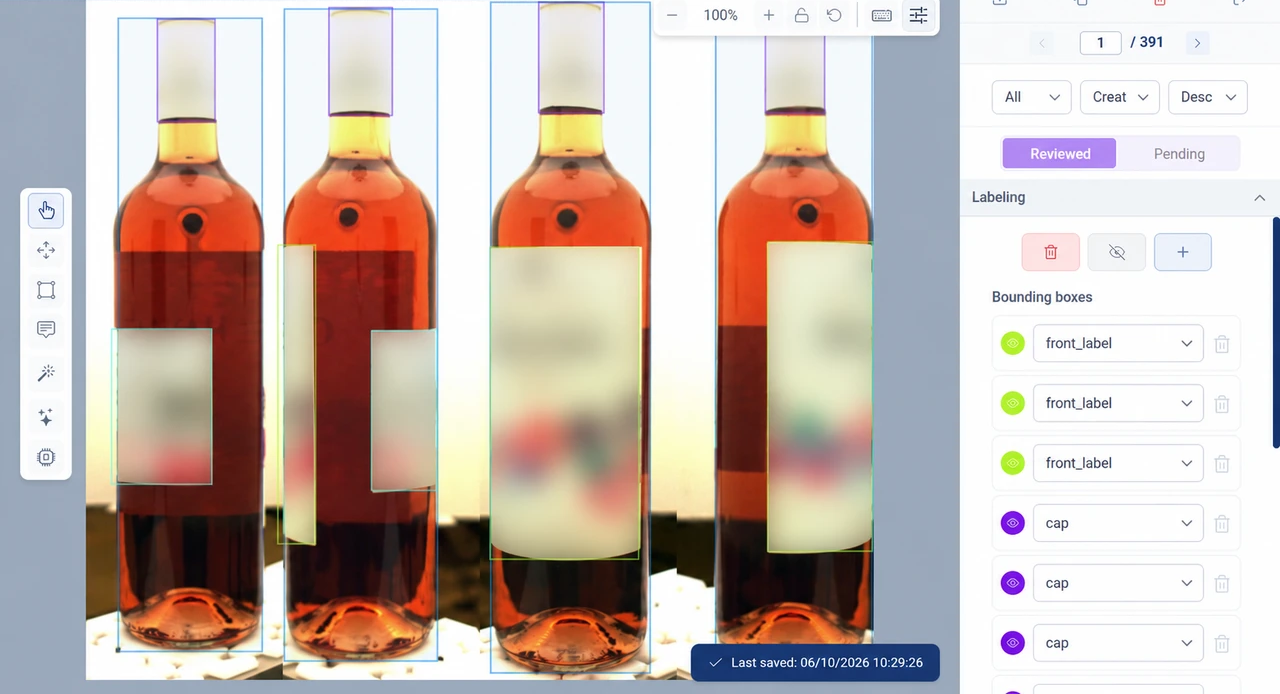 100%
1 / 391
All Creat Desc
Reviewed Pending
Labeling
Bounding boxes
front_label
front_label
front_label
cap
cap
cap
Last saved: 06/10/2026 10:29:26